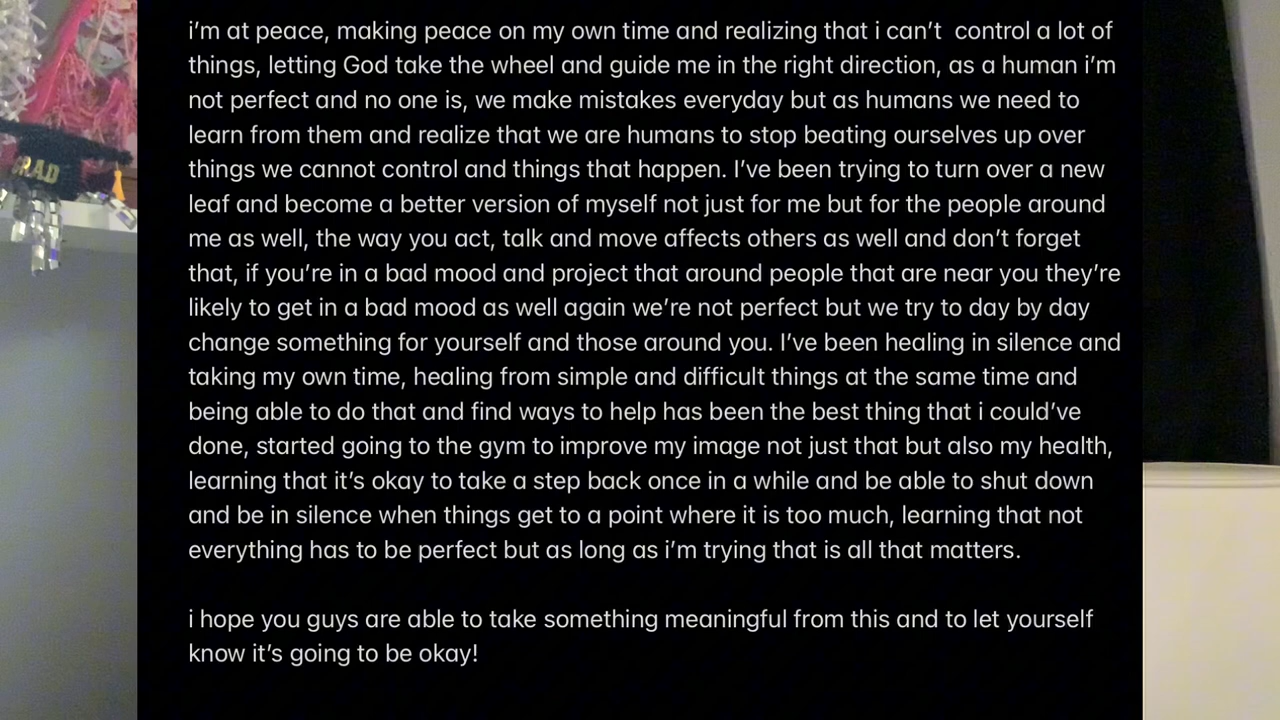 i’m at peace, making peace on my own time and realizing that i can’t  control a lot of
things, letting God take the wheel and guide me in the right direction, as a human i’m
not perfect and no one is, we make mistakes everyday but as humans we need to
learn from them and realize that we are humans to stop beating ourselves up over
things we cannot control and things that happen. I’ve been trying to turn over a new
leaf and become a better version of myself not just for me but for the people around
me as well, the way you act, talk and move affects others as well and don’t forget
that, if you’re in a bad mood and project that around people that are near you they’re
likely to get in a bad mood as well again we’re not perfect but we try to day by day
change something for yourself and those around you. I’ve been healing in silence and
taking my own time, healing from simple and difficult things at the same time and
being able to do that and find ways to help has been the best thing that i could’ve
done, started going to the gym to improve my image not just that but also my health,
learning that it’s okay to take a step back once in a while and be able to shut down
and be in silence when things get to a point where it is too much, learning that not
everything has to be perfect but as long as i’m trying that is all that matters.
i hope you guys are able to take something meaningful from this and to let yourself
know it’s going to be okay!
GRAD